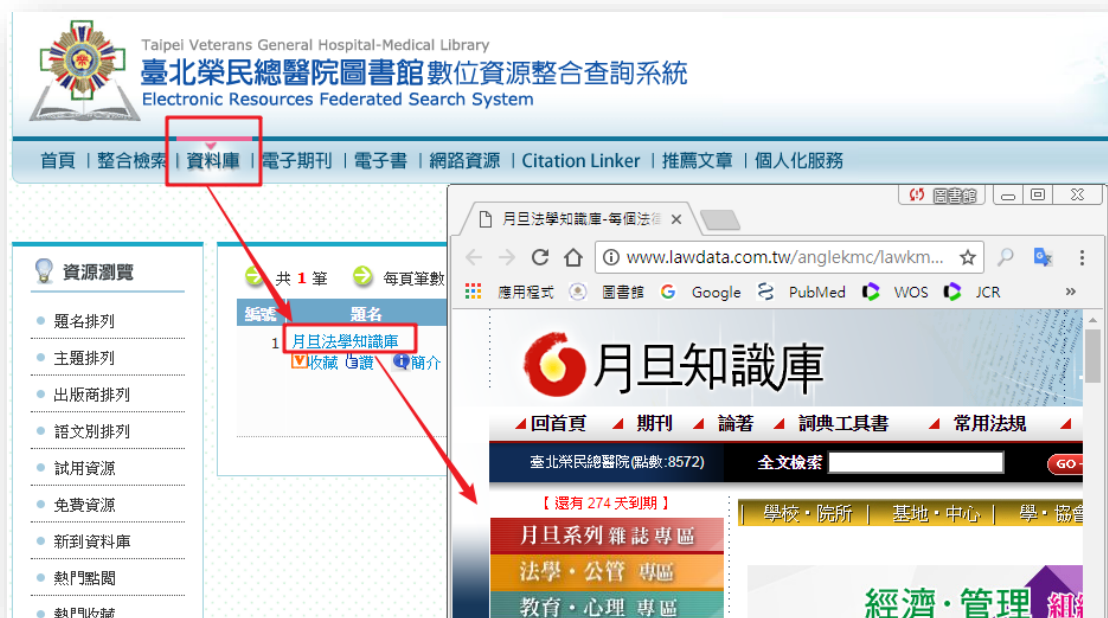 Taipei Veterans General Hospital-Medical Library
臺北榮民總醫院圖書館數位資源整合查詢系統
Electronic Resources Federated Search System
首頁 | 整合檢索 | 資料庫 | 電子期刊 | 電子書 | 網路資源 | Citation Linker | 推薦文章 | 個人化服務
資源瀏覽
題名排列
主題排列
出版商排列
語文別排列
試用資源
免費資源
新到資料庫
熱門點閱
熱門收藏
共 1 筆 每頁筆數
編號 題名
1 月旦法學知識庫
收藏 讚 簡介
圖書館
月旦法學知識庫-每個法
www.lawdata.com.tw/anglekmc/lawkm...
應用程式 圖書館 Google PubMed WOS JCR »
月旦知識庫
回首頁 期刊 論著 詞典工具書 常用法規
臺北榮民總醫院(點數:8572) 全文檢索 GO
【 還有 274 天到期 】
| 學校・院所 | 基地・中心 | 學・協會
月旦系列 雜誌專區
法學・公管 專區
教育・心理 專區
經濟・管理